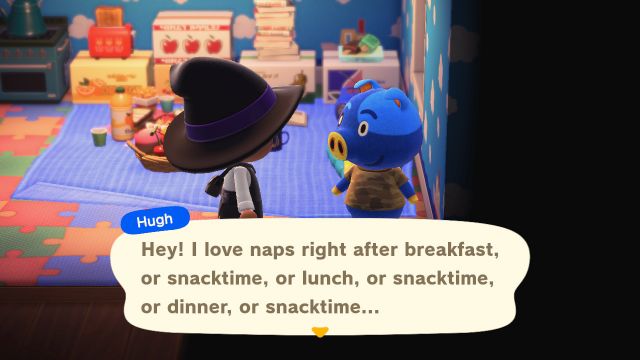 Hugh
Hey! I love naps right after breakfast,
or snacktime, or lunch, or snacktime,
or dinner, or snacktime...